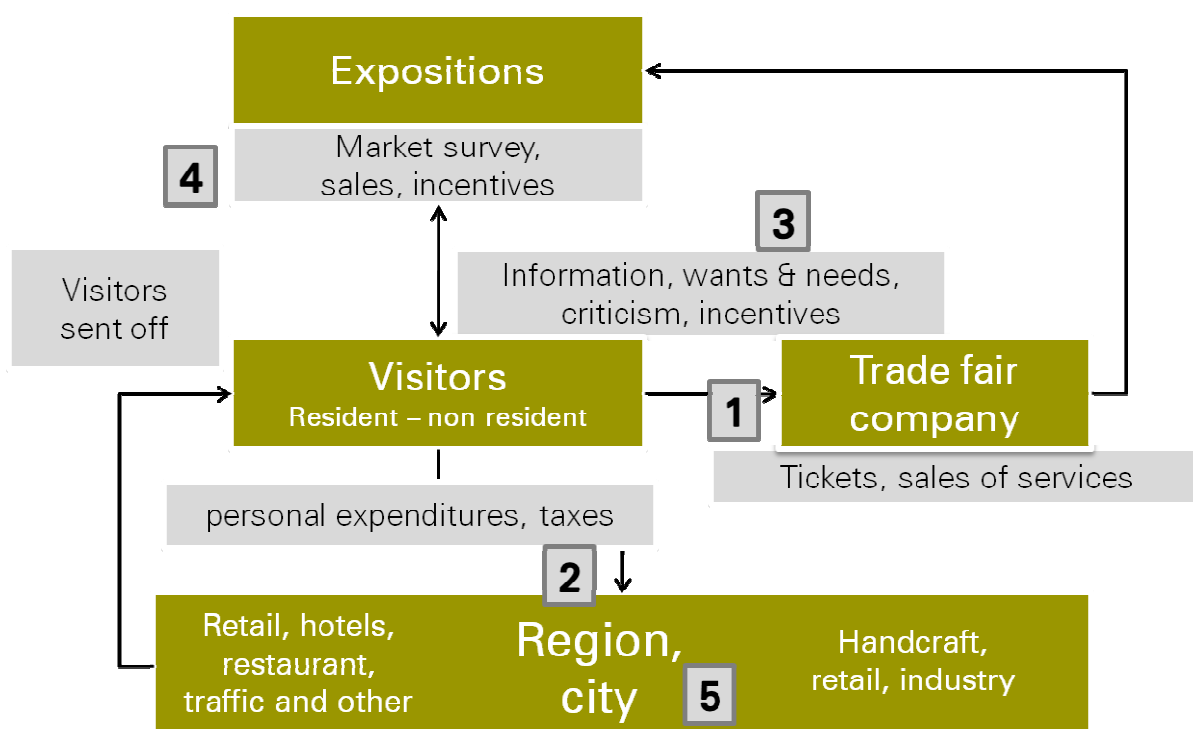 Expositions
Market survey,
sales, incentives
4
3
Information, wants & needs,
criticism, incentives
Visitors
sent off
Visitors
Resident – non resident
1
Trade fair
company
Tickets, sales of services
personal expenditures, taxes
2
Retail, hotels,
restaurant,
traffic and other
Region,
city
5
Handcraft,
retail, industry